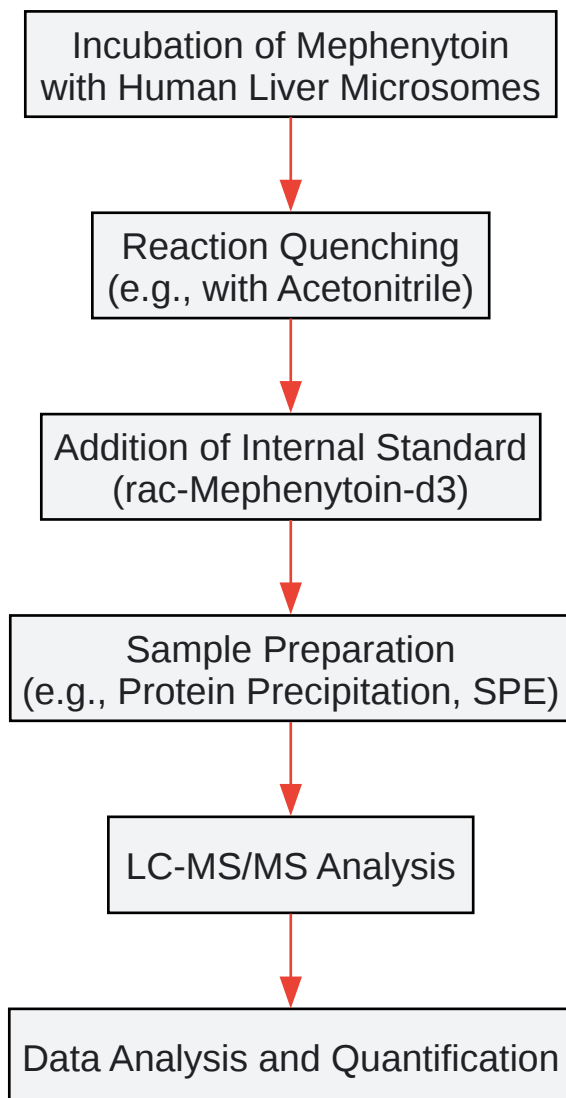 Incubation of Mephenytoin
with Human Liver Microsomes
Reaction Quenching
(e.g., with Acetonitrile)
Addition of Internal Standard
(rac-Mephenytoin-d3)
Sample Preparation
(e.g., Protein Precipitation, SPE)
LC-MS/MS Analysis
Data Analysis and Quantification